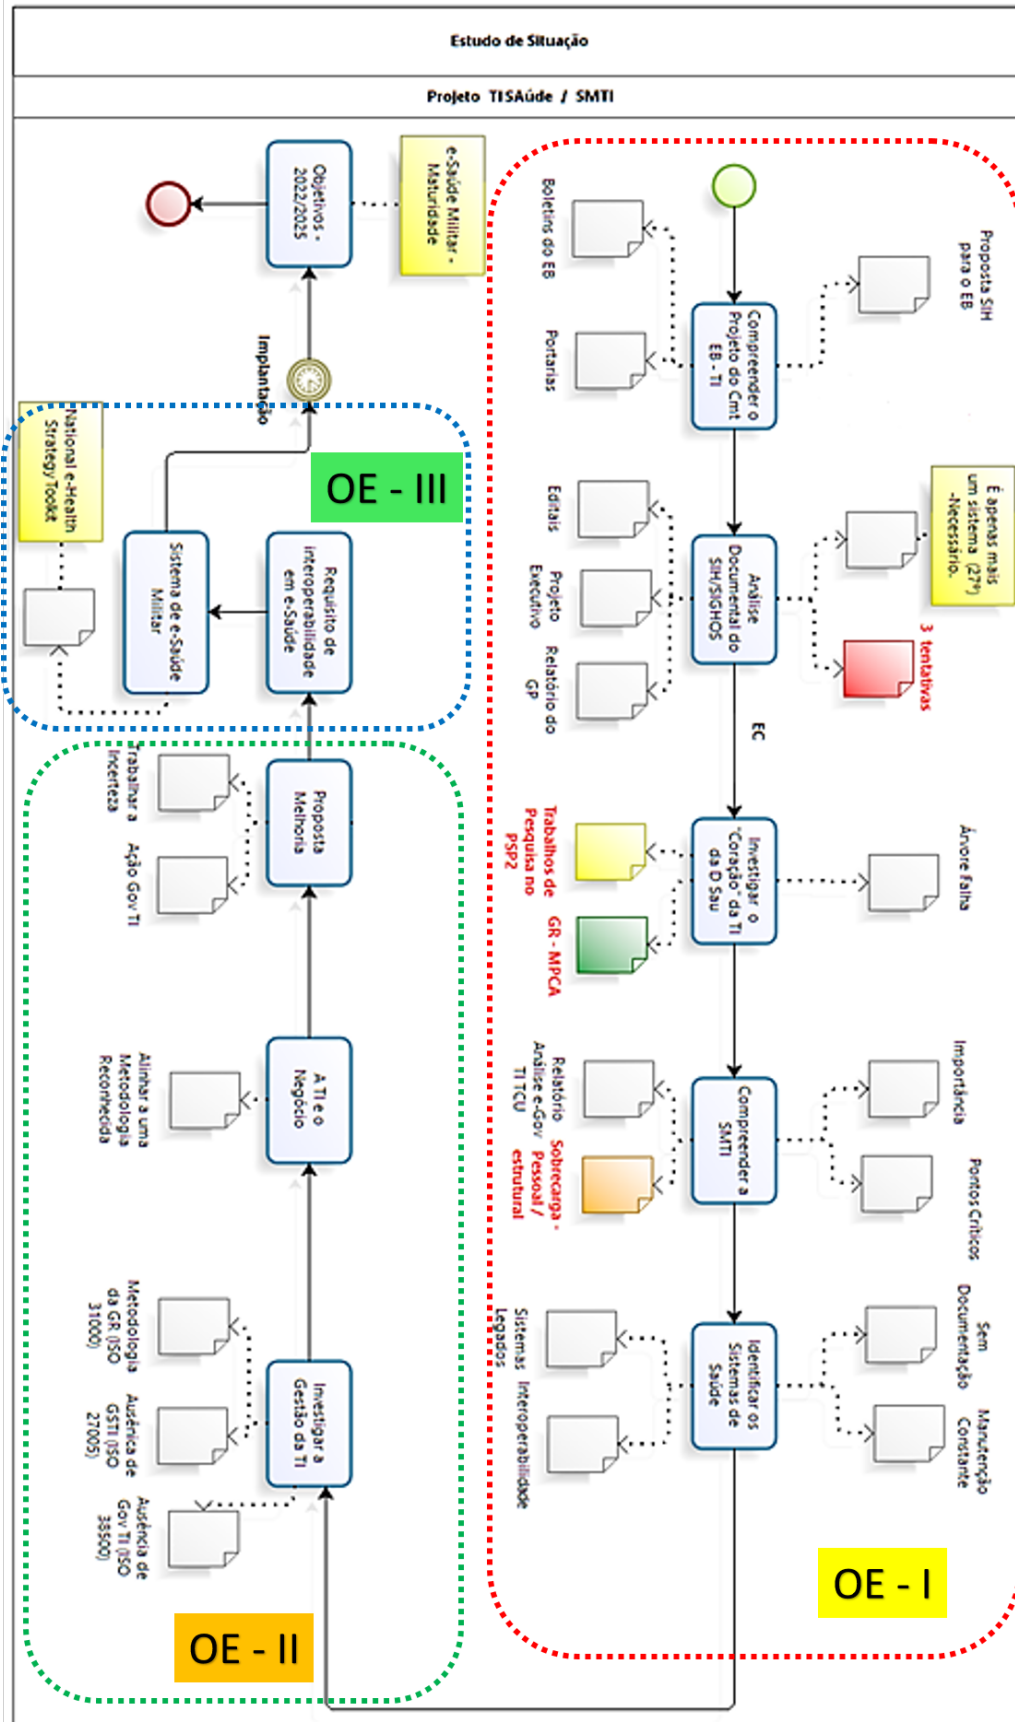 Estudo de Situação
Projeto TISAúde / SMTI
Proposta SIH
para o EB
Boletins do EB
Portarias
Compreender o
Projeto do Cmt
EB - TI
É apenas mais
um sistema (27º)
-Necessário.
3 tentativas
Análise
Documental do
SIH/SIGHOS
Editais
Projeto
Executivo
Relatório do
GP
EC
Árvore Falha
Investigar o
"Coração" da TI
da D Sau
Trabalhos de
Pesquisa no
PSP2
GR - MPCA
Importância
Pontos Críticos
Compreender a
SMTI
Relatório
Análise e-Gov
TI TCU
Sobrecarga -
Pessoal /
estrutural
Sem
Documentação
Manutenção
Constante
Identificar os
Sistemas de
Saúde
Sistemas
Legados
Interoperabilidade
OE - I
Investigar a
Gestão da TI
Metodologia
da GR (ISO
31000)
Ausênica de
GSTI (ISO
27005)
Ausência de
Gov TI (ISO
38500)
A TI e o
Negócio
Alinhar a uma
Metodologia
Reconhecida
Proposta
Melhoria
Trabalhar a
Incerteza
Ação Gov TI
OE - II
Requisito de
interoperabilidade
em e-Saúde
Sistema de e-Saúde
Militar
National e-Health
Strategy Toolkit
OE - III
Implantação
Objetivos -
2022/2025
e-Saúde Militar -
Maturidade